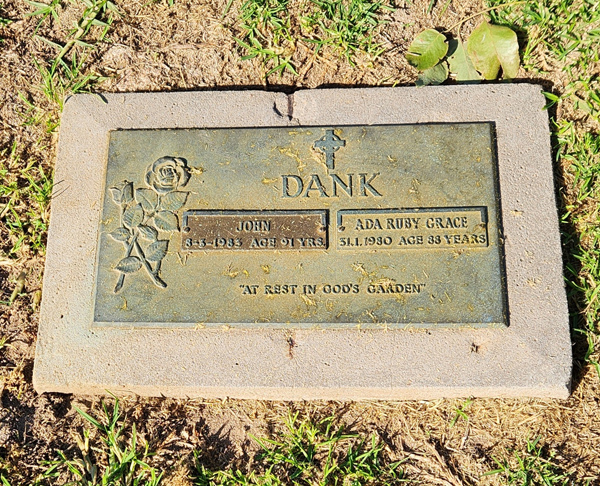 DANK
JOHN
8-3-1983 AGE 91 YRS.
ADA RUBY GRACE
31.1.1980 AGE 88 YEARS
"AT REST IN GOD'S GARDEN"